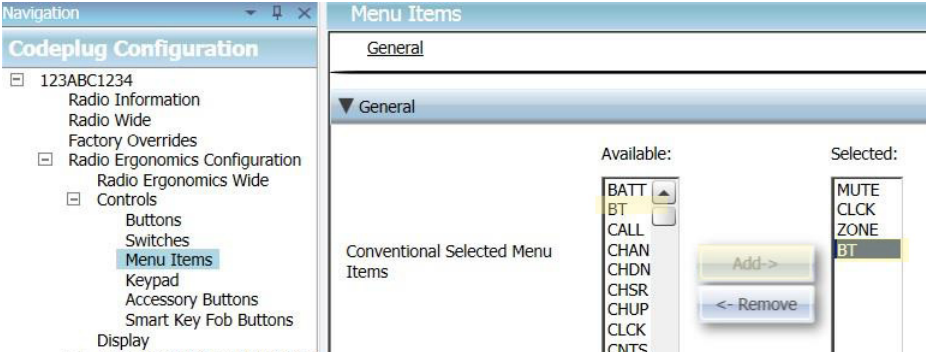 Navigation
Codeplug Configuration
123ABC1234
Radio Information
Radio Wide
Factory Overrides
Radio Ergonomics Configuration
Radio Ergonomics Wide
Controls
Buttons
Switches
Menu Items
Keypad
Accessory Buttons
Smart Key Fob Buttons
Display
Menu Items
General
General
Conventional Selected Menu
Items
Available:
BATT
BT
CALL
CHAN
CHDN
CHSR
CHUP
CLCK
CNTS
Add->
<- Remove
Selected:
MUTE
CLCK
ZONE
BT